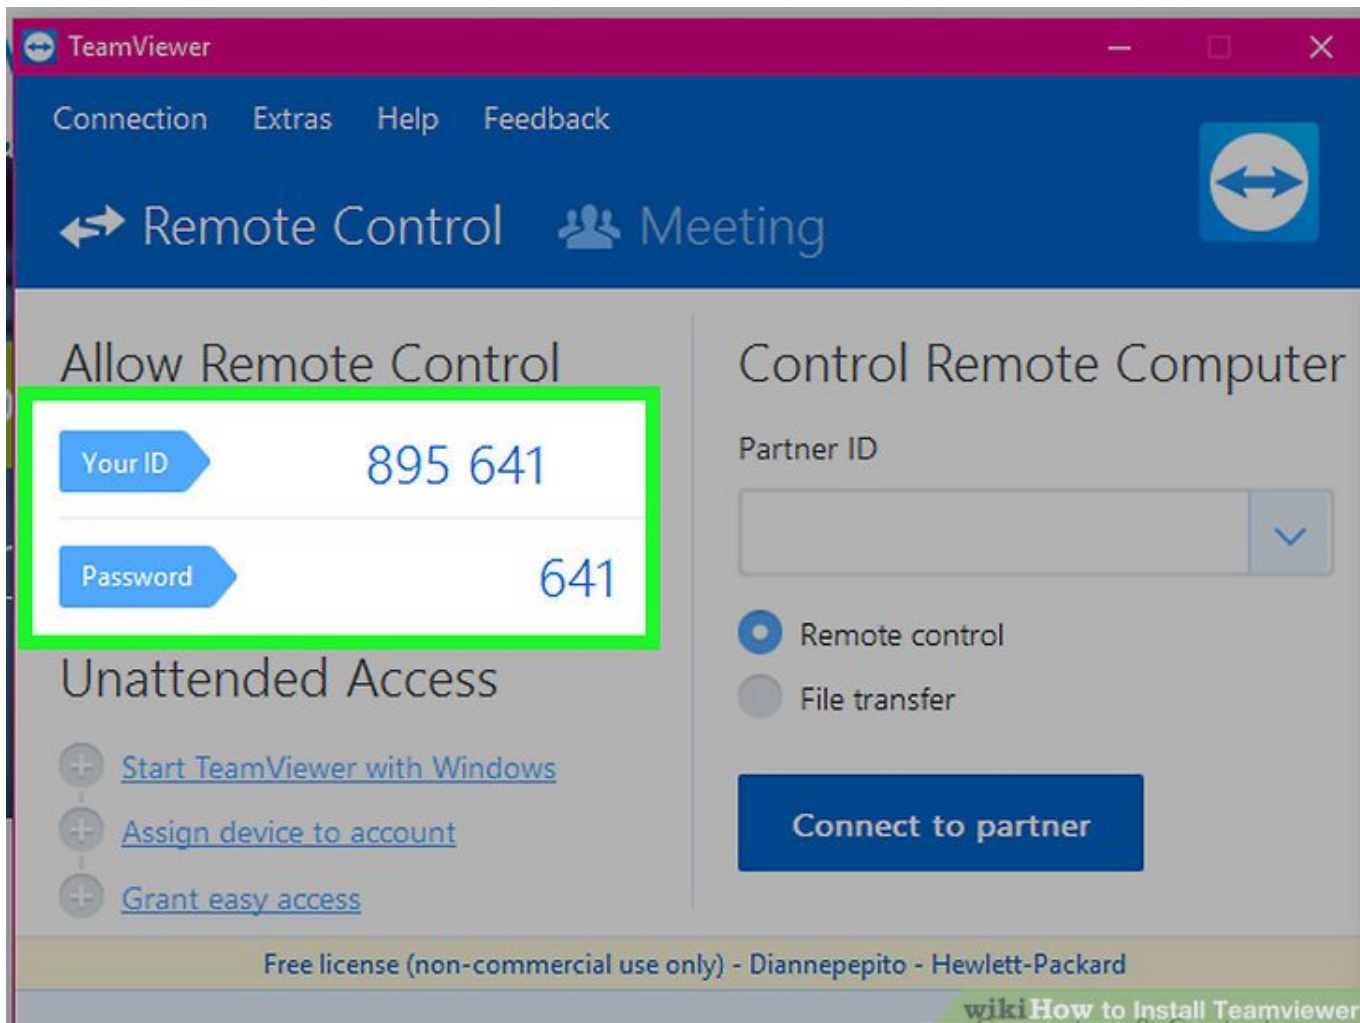 TeamViewer
Connection Extras Help Feedback
Remote Control Meeting
Allow Remote Control
Your ID 895 641
Password 641
Unattended Access
Start TeamViewer with Windows
Assign device to account
Grant easy access
Control Remote Computer
Partner ID
Remote control
File transfer
Connect to partner
Free license (non-commercial use only) - Diannepepito - Hewlett-Packard
wikiHow to Install Teamviewer